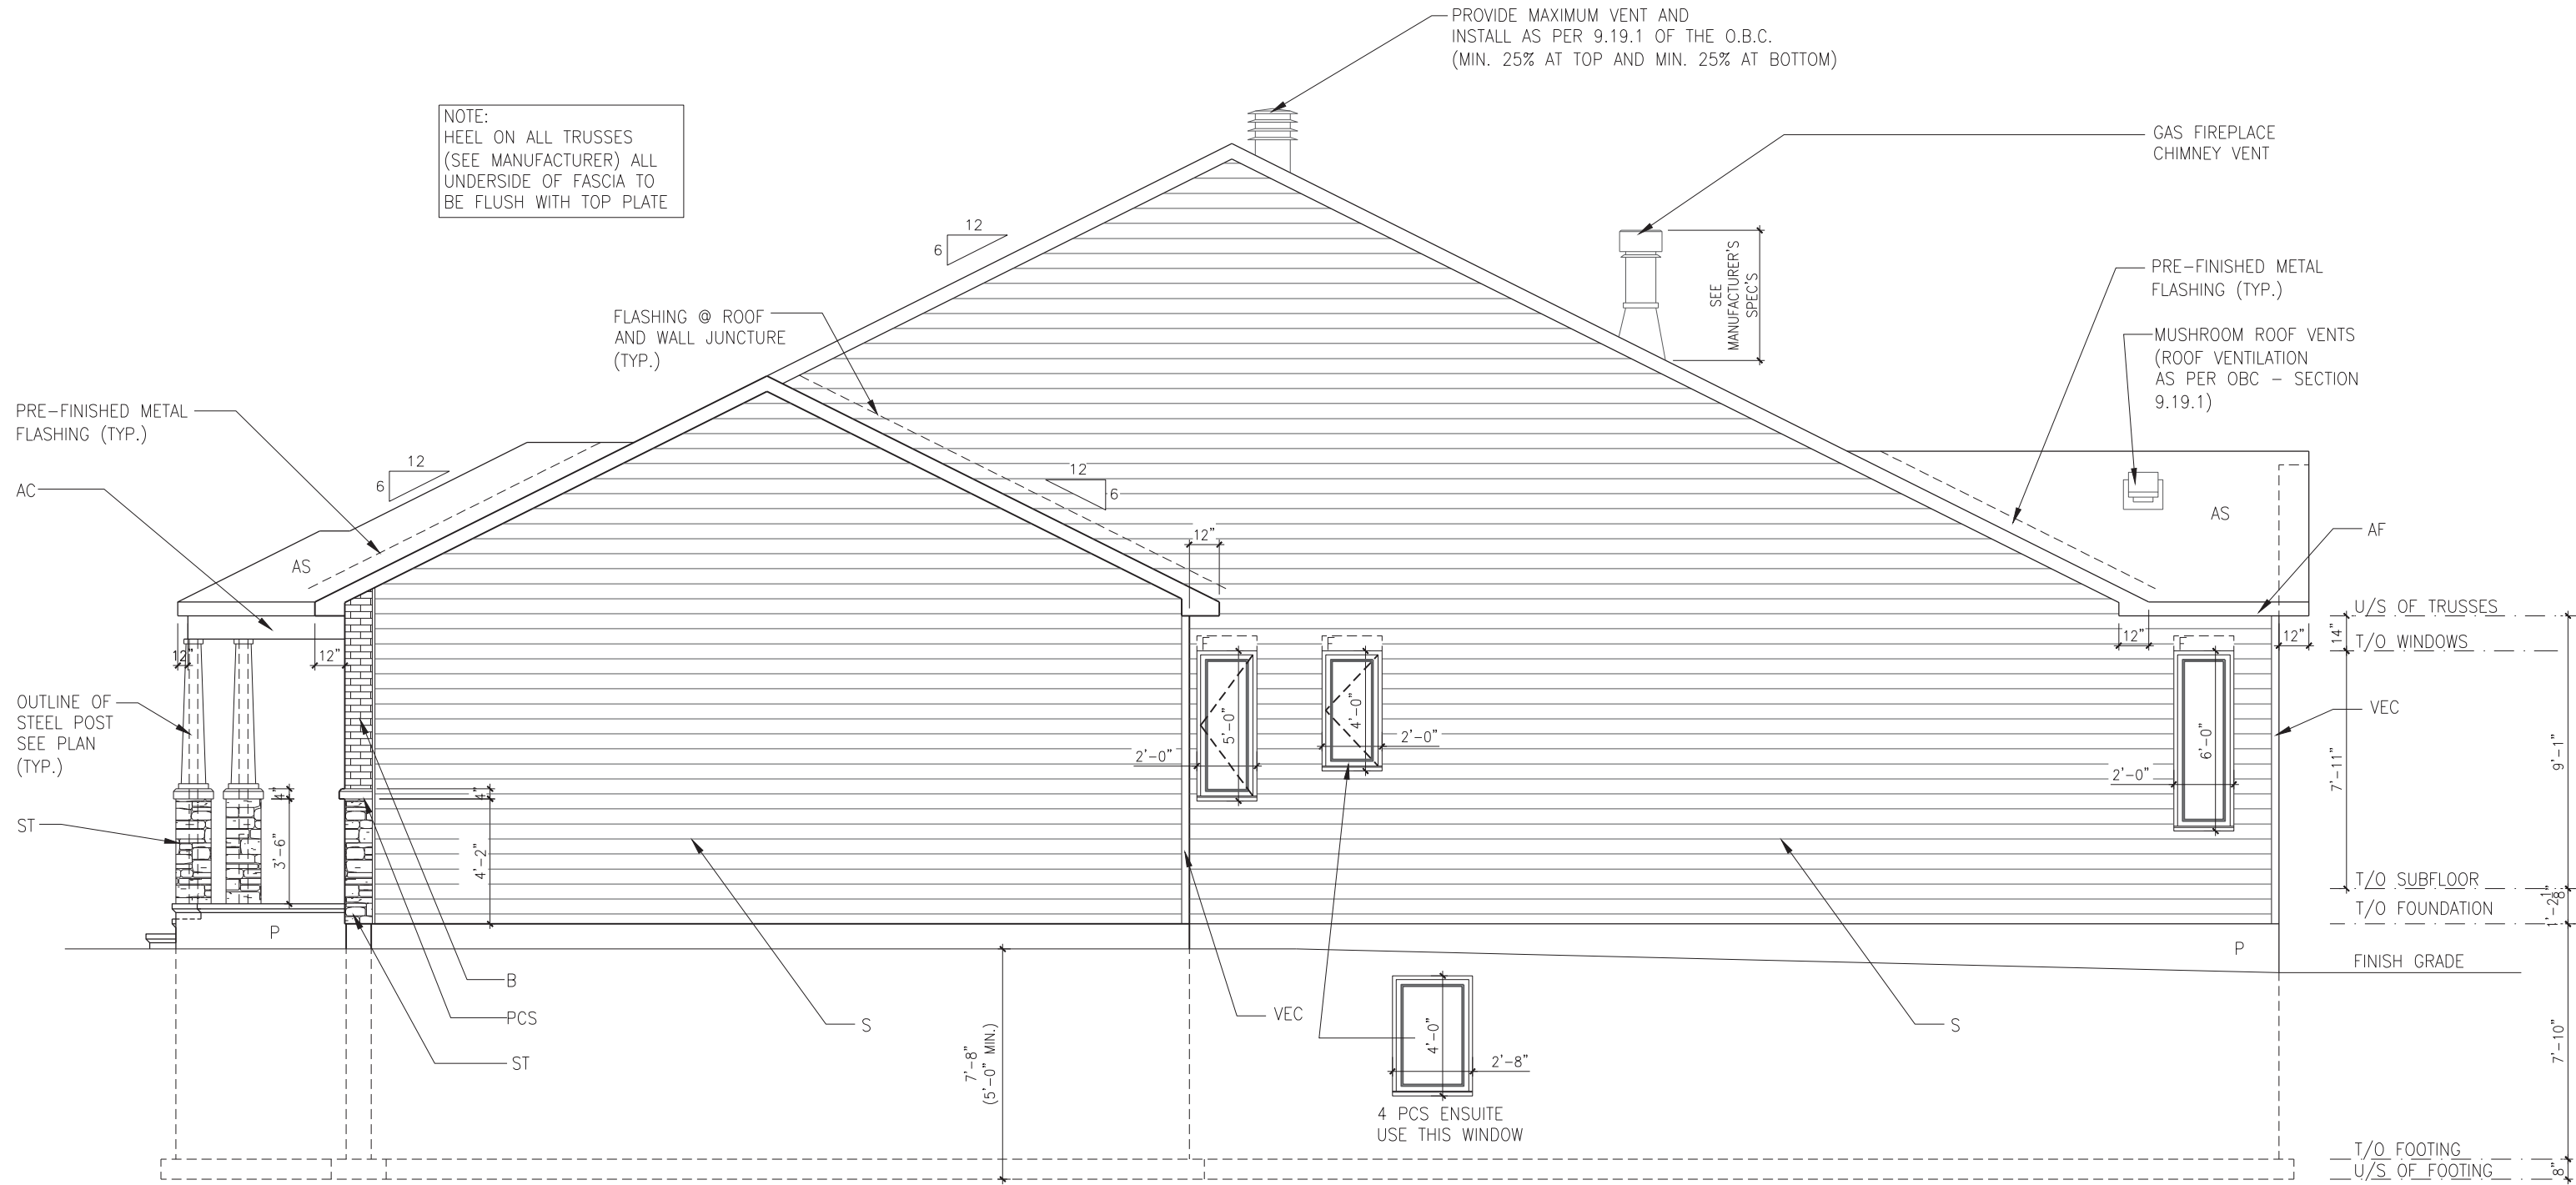 PROVIDE MAXIMUM VENT AND
INSTALL AS PER 9.19.1 OF THE O.B.C.
(MIN. 25% AT TOP AND MIN. 25% AT BOTTOM)
NOTE:
HEEL ON ALL TRUSSES
(SEE MANUFACTURER) ALL
UNDERSIDE OF FASCIA TO
BE FLUSH WITH TOP PLATE
GAS FIREPLACE
CHIMNEY VENT
12
6
SEE
MANUFACTURER'S
SPEC'S
PRE-FINISHED METAL
FLASHING (TYP.)
FLASHING @ ROOF
AND WALL JUNCTURE
(TYP.)
MUSHROOM ROOF VENTS
(ROOF VENTILATION
AS PER OBC - SECTION
9.19.1)
PRE-FINISHED METAL
FLASHING (TYP.)
12
6
12
6
AC
AS
AS
AF
12"
U/S OF TRUSSES
14"
T/O WINDOWS
12"
12"
12"
12"
F
F
F
OUTLINE OF
STEEL POST
SEE PLAN
(TYP.)
5'-0"
2'-0"
4'-0"
2'-0"
6'-0"
2'-0"
VEC
7'-11"
9'-1"
4"
4"
ST
3'-6"
4'-2"
T/O SUBFLOOR
T/O FOUNDATION
1'-2 1/8"
P
P
FINISH GRADE
B
PCS
ST
S
VEC
S
7'-8"
(5'-0" MIN.)
4'-0"
2'-8"
4 PCS ENSUITE
USE THIS WINDOW
7'-10"
T/O FOOTING
U/S OF FOOTING
8"